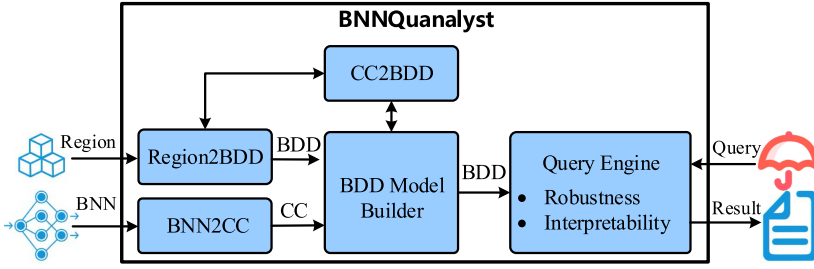 BNNQuanalyst
CC2BDD
Region
Region2BDD
BDD
BNN
BNN2CC
CC
BDD Model
Builder
BDD
Query Engine
• Robustness
• Interpretability
Query
Result